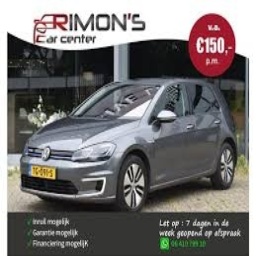 RIMON'S
ar center
v.a.
€150,-
p.m.
✓ Inruil mogelijk
✓ Garantie mogelijk
✓ Financiering mogelijk
Let op : 7 dagen in de
week geopend op afspraak